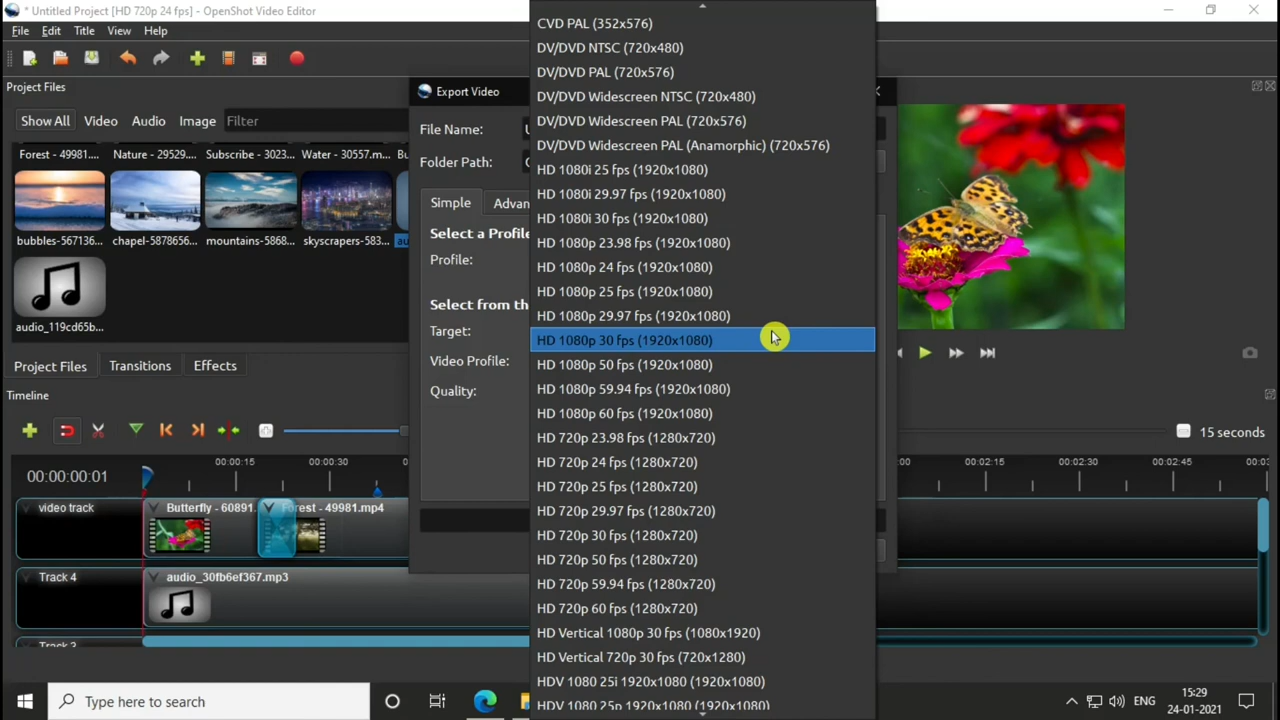 * Untitled Project [HD 720p 24 fps] - OpenShot Video Editor
File Edit Title View Help
Project Files
Show All Video Audio Image Filter
Forest - 49981.... Nature - 29529.... Subscribe - 3023... Water - 30557.m...
bubbles-567136... chapel-5878656... mountains-5868... skyscrapers-583...
audio_119cd65b...
Project Files Transitions Effects
Export Video
File Name:
Folder Path:
Simple Advan
Select a Profile
Profile:
Select from th
Target:
Video Profile:
Quality:
CVD PAL (352x576)
DV/DVD NTSC (720x480)
DV/DVD PAL (720x576)
DV/DVD Widescreen NTSC (720x480)
DV/DVD Widescreen PAL (720x576)
DV/DVD Widescreen PAL (Anamorphic) (720x576)
HD 1080i 25 fps (1920x1080)
HD 1080i 29.97 fps (1920x1080)
HD 1080i 30 fps (1920x1080)
HD 1080p 23.98 fps (1920x1080)
HD 1080p 24 fps (1920x1080)
HD 1080p 25 fps (1920x1080)
HD 1080p 29.97 fps (1920x1080)
HD 1080p 30 fps (1920x1080)
HD 1080p 50 fps (1920x1080)
HD 1080p 59.94 fps (1920x1080)
HD 1080p 60 fps (1920x1080)
HD 720p 23.98 fps (1280x720)
HD 720p 24 fps (1280x720)
HD 720p 25 fps (1280x720)
HD 720p 29.97 fps (1280x720)
HD 720p 30 fps (1280x720)
HD 720p 50 fps (1280x720)
HD 720p 59.94 fps (1280x720)
HD 720p 60 fps (1280x720)
HD Vertical 1080p 30 fps (1080x1920)
HD Vertical 720p 30 fps (720x1280)
HDV 1080 25i 1920x1080 (1920x1080)
HDV 1080 25p 1920x1080 (1920x1080)
Timeline
15 seconds
00:00:00:01 00:00:15 00:00:30 :00 00:02:15 00:02:30 00:02:45 00:03
video track Butterfly - 60891. Forest - 49981.mp4
Track 4 audio_30fb6ef367.mp3
Track 3
Type here to search
ENG
15:29
24-01-2021